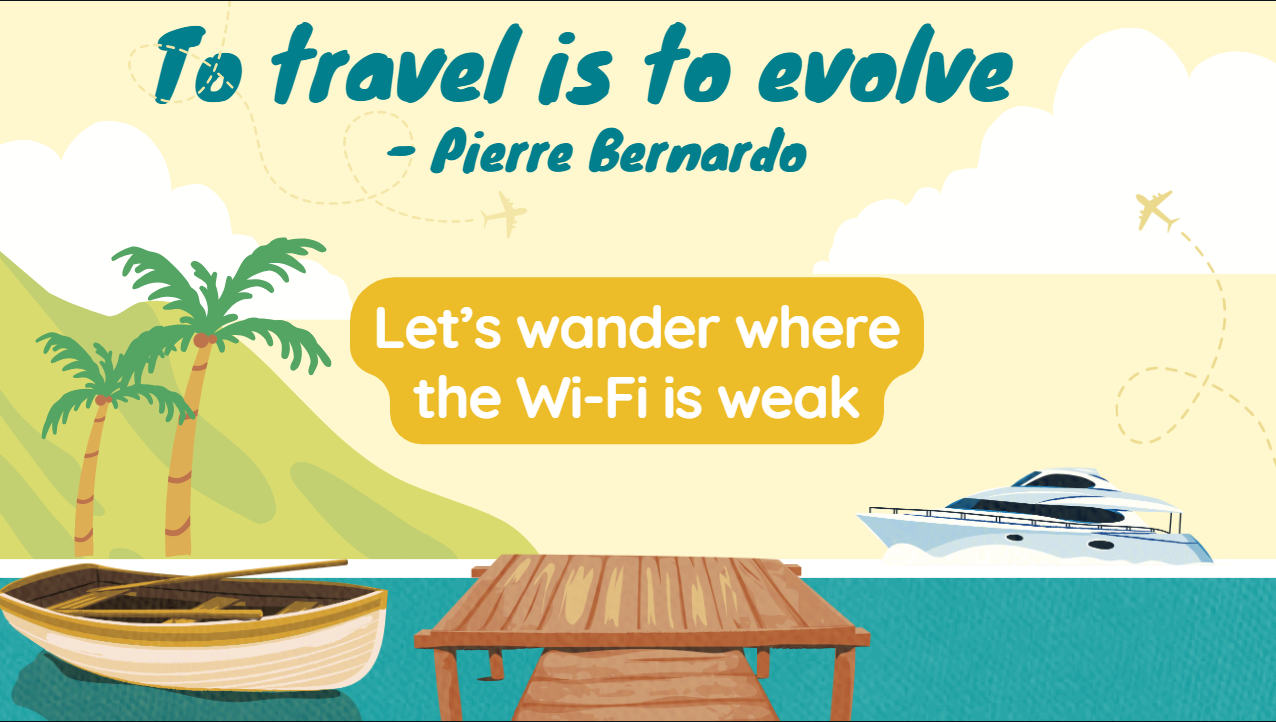 To travel is to evolve
- Pierre Bernardo
Let’s wander where
the Wi-Fi is weak